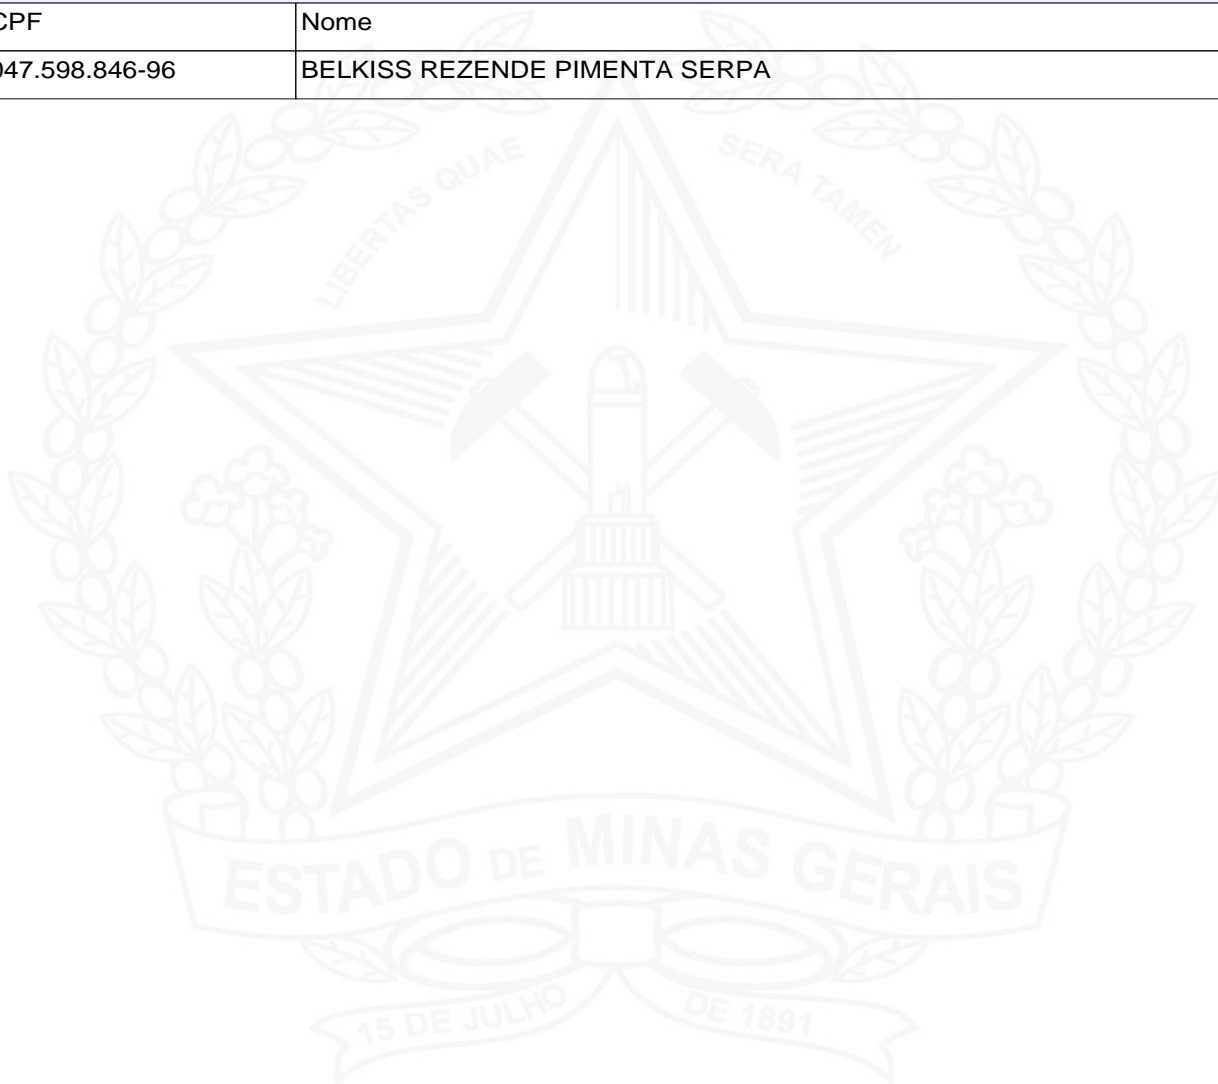 CPF Nome
047.598.846-96 BELKISS REZENDE PIMENTA SERPA
LIBERTAS QUAE SERA TAMEN
ESTADO DE MINAS GERAIS
15 DE JULHO DE 1891